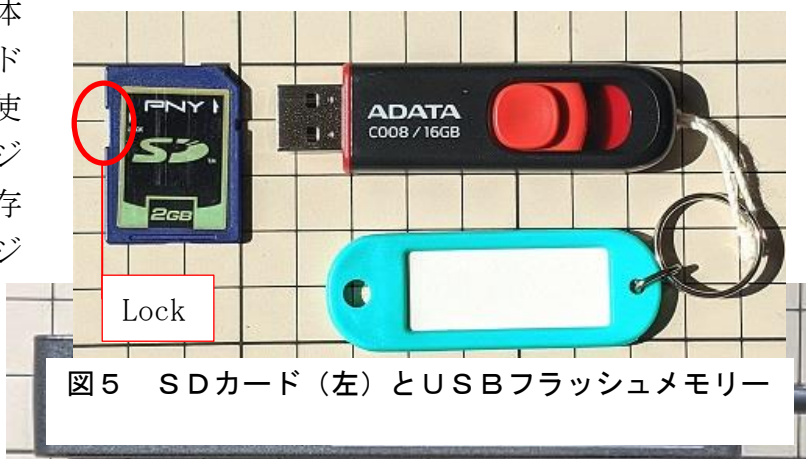 本
ド
使
ジ
存
ジ
PNY
SD
2GB
ADATA
C008 / 16GB
Lock
図５　ＳＤカード（左）とＵＳＢフラッシュメモリー